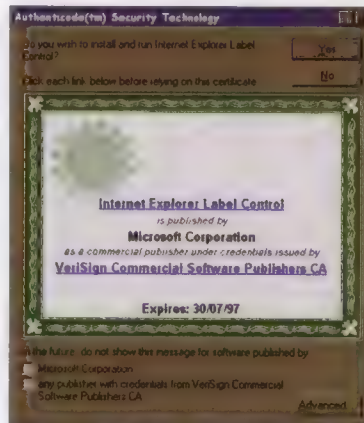 Authenticode(tm) Security Technology
Do you wish to install and run Internet Explorer Label
Control?
Yes
Click each link below before relying on this certificate
No
Internet Explorer Label Control
is published by
Microsoft Corporation
as a commercial publisher under credentials issued by
VeriSign Commercial Software Publishers CA
Expires: 30/07/97
In the future, do not show this message for software published by
Microsoft Corporation
any publisher with credentials from VeriSign Commercial
Software Publishers CA
Advanced